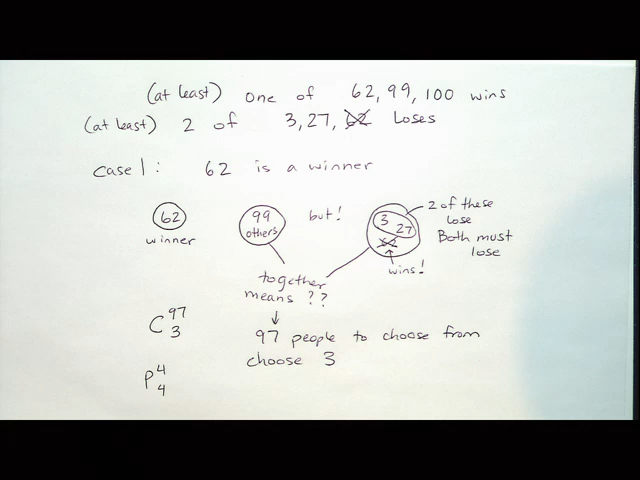 (at least) one of 62, 99, 100 wins
(at least) 2 of 3, 27, 62 loses
Case 1: 62 is a winner
62
winner
99
others
but!
3
27
62
wins!
2 of these
lose
Both must
lose
together
means ??
97 people to choose from
choose 3
C 97 3
P 4 4